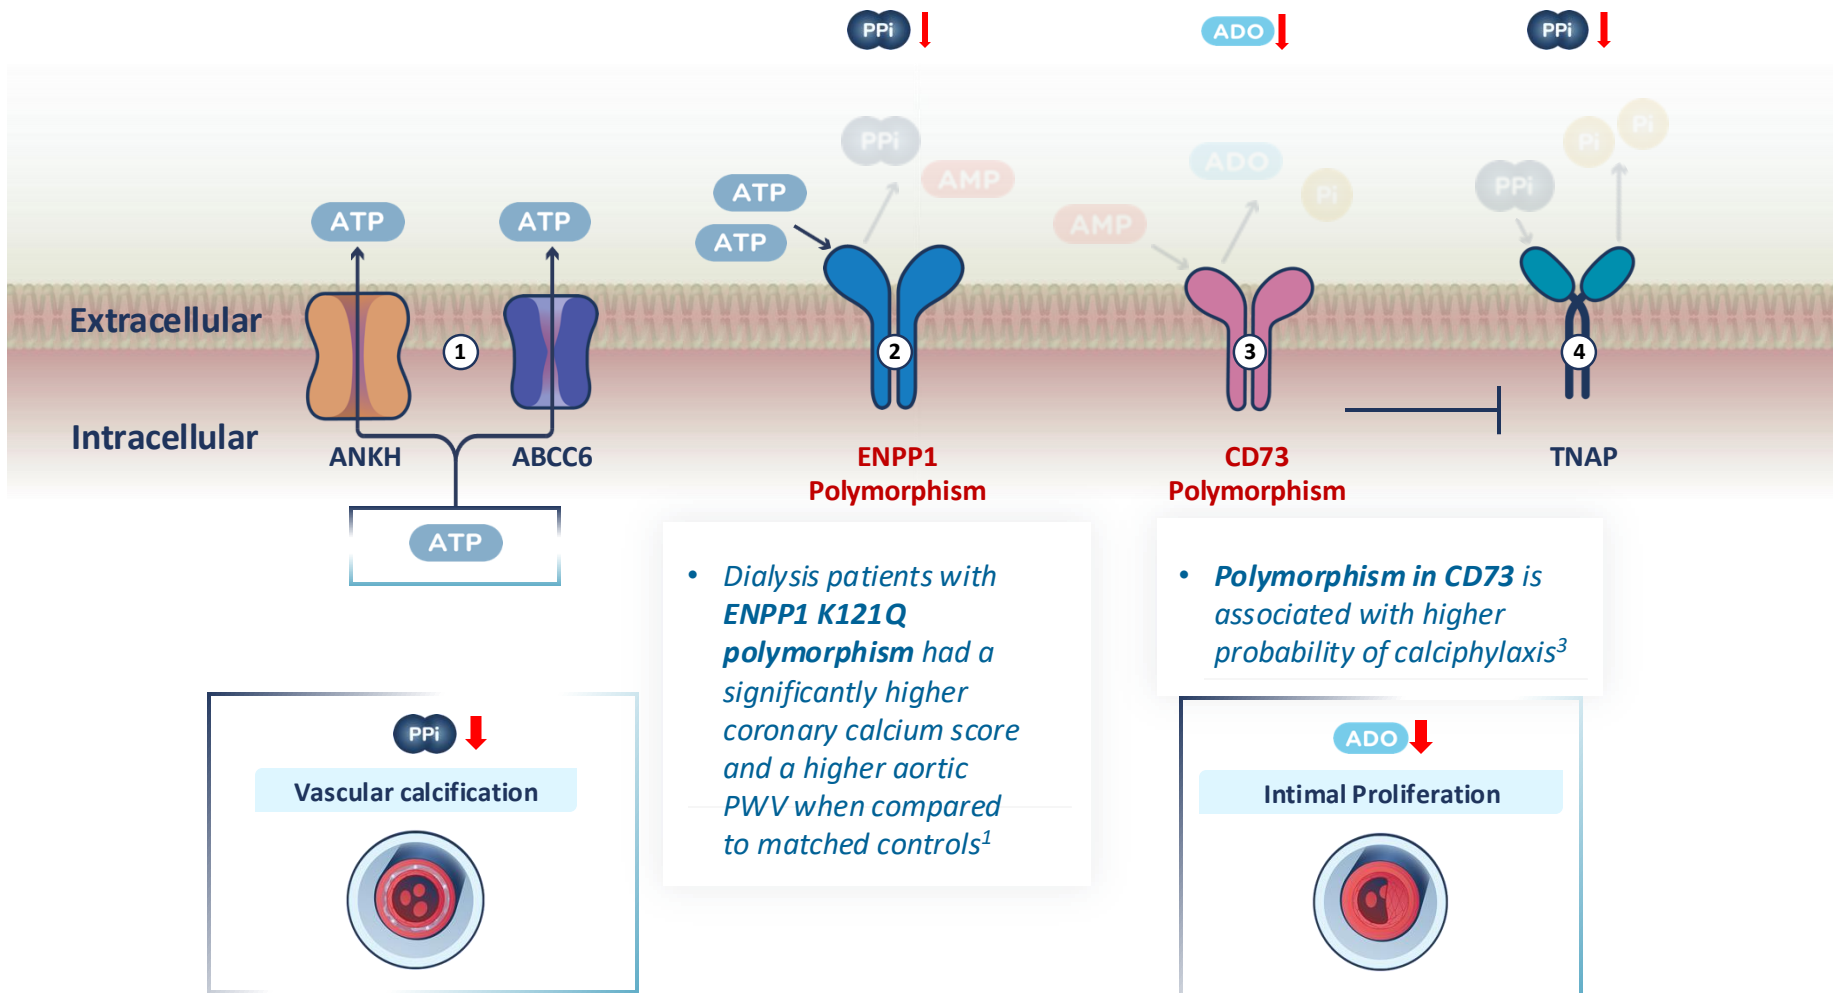 PPi
ADO
PPi
PPi
AMP
ADO
Pi
AMP
PPi
Pi
Pi
ATP
ATP
ATP
ATP
Extracellular
Intracellular
1
2
3
4
ANKH
ABCC6
ENPP1
Polymorphism
CD73
Polymorphism
TNAP
ATP
• Dialysis patients with
ENPP1 K121Q
polymorphism had a
significantly higher
coronary calcium score
and a higher aortic
PWV when compared
to matched controls1
• Polymorphism in CD73 is
associated with higher
probability of calciphylaxis3
PPi
Vascular calcification
ADO
Intimal Proliferation